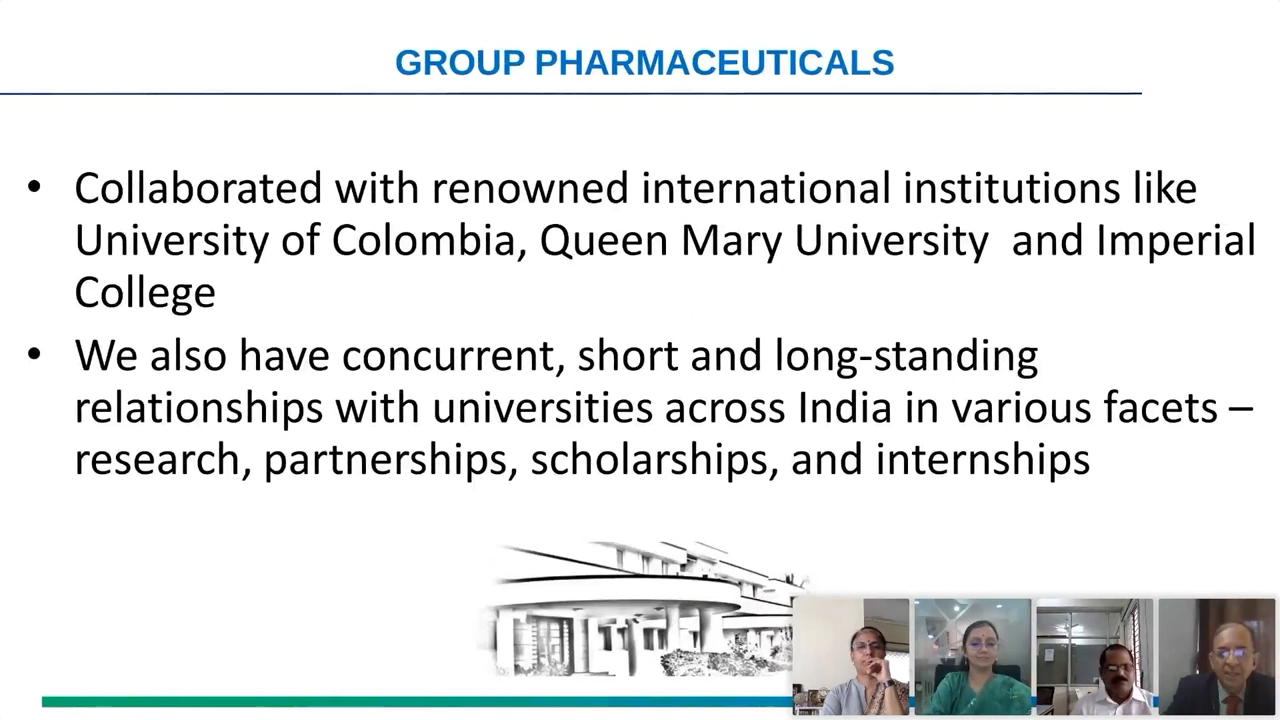 GROUP PHARMACEUTICALS
• Collaborated with renowned international institutions like
University of Colombia, Queen Mary University and Imperial
College
• We also have concurrent, short and long-standing
relationships with universities across India in various facets –
research, partnerships, scholarships, and internships